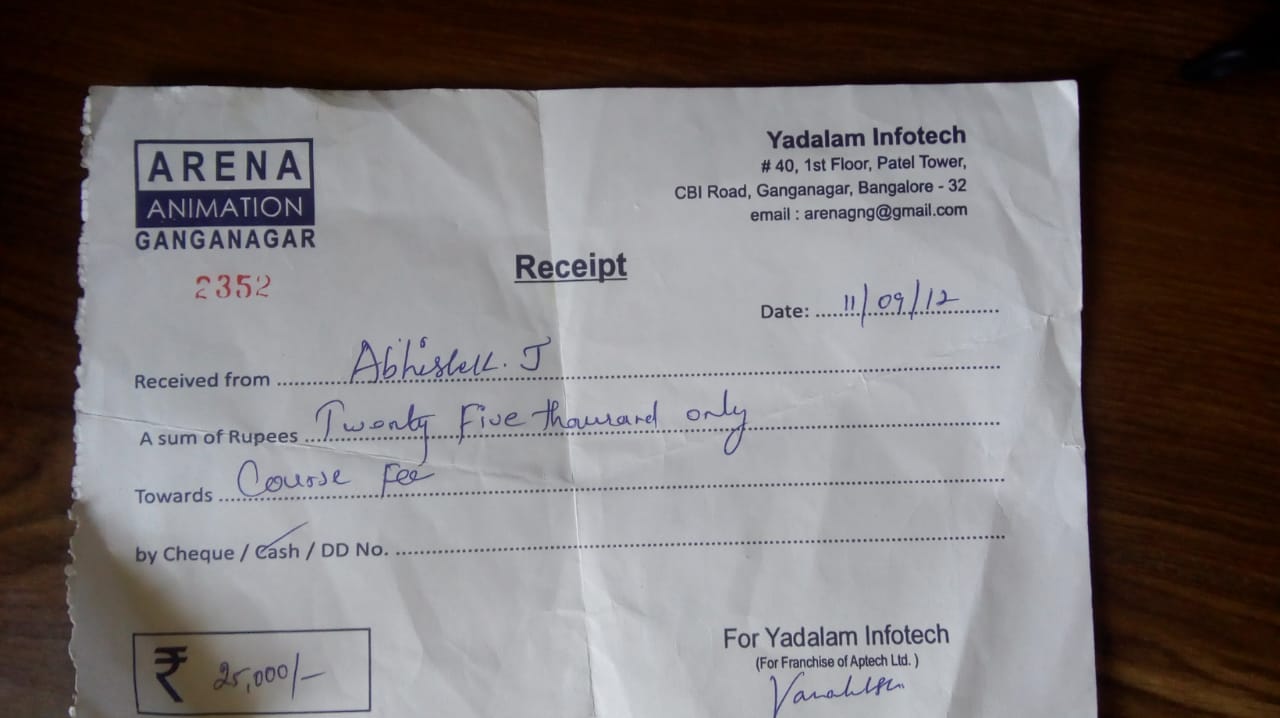 ARENA
ANIMATION
GANGANAGAR
2352
Yadalam Infotech
# 40, 1st Floor, Patel Tower,
CBI Road, Ganganagar, Bangalore - 32
email : arenagng@gmail.com
Receipt
Date: 11/09/12
Received from Abhishek. J
A sum of Rupees Twenty Five thousand only
Towards Course Fee
by Cheque / Cash / DD No.
₹ 25,000/-
For Yadalam Infotech
(For Franchise of Aptech Ltd. )